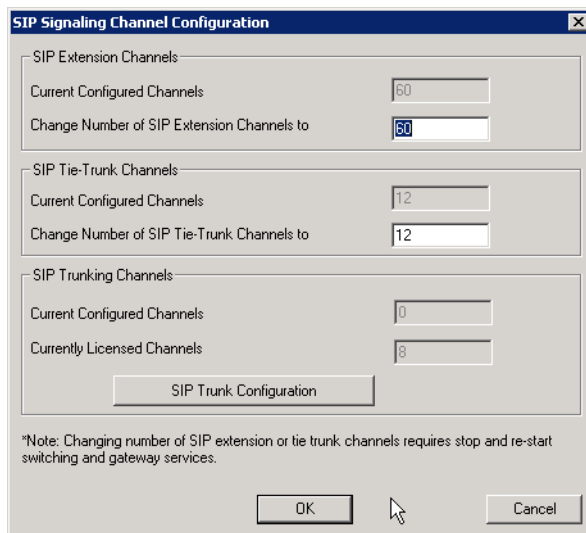 SIP Signaling Channel Configuration
SIP Extension Channels
Current Configured Channels 60
Change Number of SIP Extension Channels to 60
SIP Tie-Trunk Channels
Current Configured Channels 12
Change Number of SIP Tie-Trunk Channels to 12
SIP Trunking Channels
Current Configured Channels 0
Currently Licensed Channels 8
SIP Trunk Configuration
*Note: Changing number of SIP extension or tie trunk channels requires stop and re-start
switching and gateway services.
OK Cancel